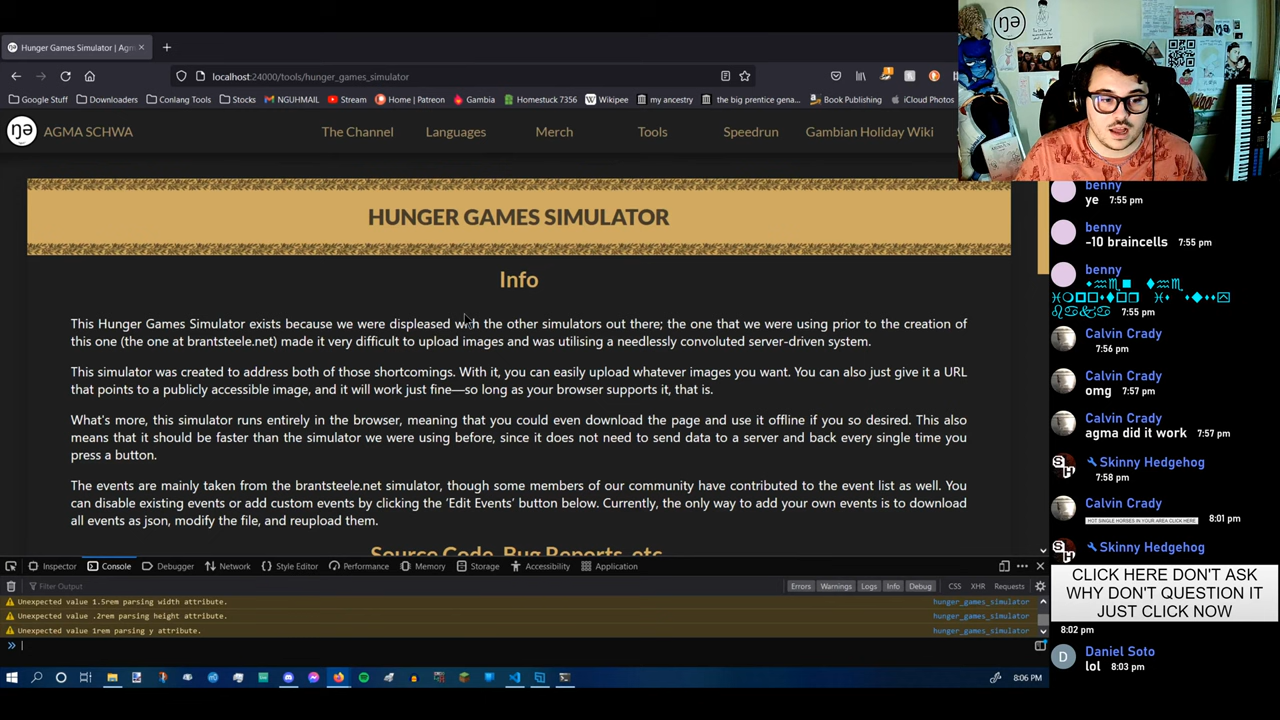 Hunger Games Simulator | Agm
localhost:24000/tools/hunger_games_simulator
Google Stuff Downloaders Conlang Tools Stocks NGUHMAIL Stream Home | Patreon Gambia Homestuck 7356 Wikipee my ancestry the big prentice gena... Book Publishing iCloud Photos
ŋə AGMA SCHWA The Channel Languages Merch Tools Speedrun Gambian Holiday Wiki
HUNGER GAMES SIMULATOR
Info
This Hunger Games Simulator exists because we were displeased with the other simulators out there; the one that we were using prior to the creation of
this one (the one at brantsteele.net) made it very difficult to upload images and was utilising a needlessly convoluted server-driven system.
This simulator was created to address both of those shortcomings. With it, you can easily upload whatever images you want. You can also just give it a URL
that points to a publicly accessible image, and it will work just fine—so long as your browser supports it, that is.
What's more, this simulator runs entirely in the browser, meaning that you could even download the page and use it offline if you so desired. This also
means that it should be faster than the simulator we were using before, since it does not need to send data to a server and back every single time you
press a button.
The events are mainly taken from the brantsteele.net simulator, though some members of our community have contributed to the event list as well. You
can disable existing events or add custom events by clicking the ‘Edit Events’ button below. Currently, the only way to add your own events is to download
all events as json, modify the file, and reupload them.
Source Code, Bug Reports, etc.
Inspector Console Debugger Network Style Editor Performance Memory Storage Accessibility Application
Filter Output Errors Warnings Logs Info Debug CSS XHR Requests
Unexpected value 1.5rem parsing width attribute. hunger_games_simulator
Unexpected value .2rem parsing height attribute. hunger_games_simulator
Unexpected value 1rem parsing y attribute. hunger_games_simulator
8:06 PM
ŋə
benny
ye 7:55 pm
benny
-10 braincells 7:55 pm
benny
7:55 pm
Calvin Crady
7:56 pm
Calvin Crady
omg 7:57 pm
Calvin Crady
agma did it work 7:57 pm
Skinny Hedgehog
7:58 pm
Calvin Crady
HOT SINGLE HORSES IN YOUR AREA CLICK HERE 8:01 pm
Skinny Hedgehog
CLICK HERE DON'T ASK
WHY DON'T QUESTION IT
JUST CLICK NOW
8:02 pm
Daniel Soto
lol 8:03 pm